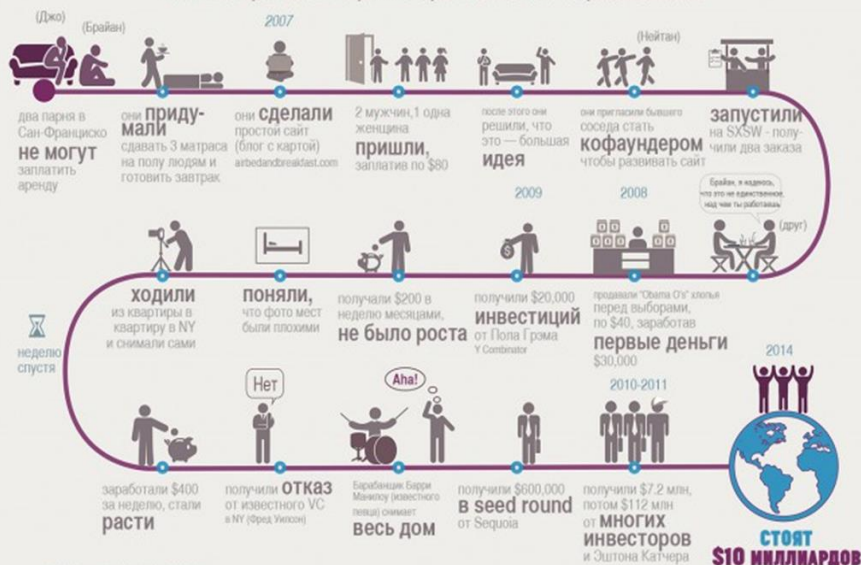 (Джо)
(Брайан)
два парня в
Сан-Франциско
не могут
заплатить
аренду
они приду-
мали
сдавать 3 матраса
на полу людям и
готовить завтрак
2007
они сделали
простой сайт
(блог с картой)
airbedandbreakfast.com
2 мужчин,1 одна
женщина
пришли,
заплатив по $80
после этого они
решили, что
это — большая
идея
(Нейтан)
они пригласили бывшего
соседа стать
кофаундером
чтобы развивать сайт
запустили
на SXSW - полу-
чили два заказа
Брайан, я надеюсь,
что это не единственное,
над чем ты работаешь
(друг)
2008
продавали "Obama O's" хлопья
перед выборами,
по $40, заработав
первые деньги
$30,000
2009
получили $20,000
инвестиций
от Пола Грэма
Y Combinator
получали $200 в
неделю месяцами,
не было роста
поняли,
что фото мест
были плохими
ходили
из квартиры в
квартиру в NY
и снимали сами
неделю
спустя
заработали $400
за неделю, стали
расти
Нет
получили отказ
от известного VC
в NY (Фред Уилсон)
Aha!
Барабанщик Барри
Манилоу (известного
певца) снимает
весь дом
получили $600,000
в seed round
от Sequoia
2010-2011
получили $7.2 млн,
потом $112 млн
от многих
инвесторов
и Эштона Катчера
2014
СТОЯТ
$10 МИЛЛИАРДОВ